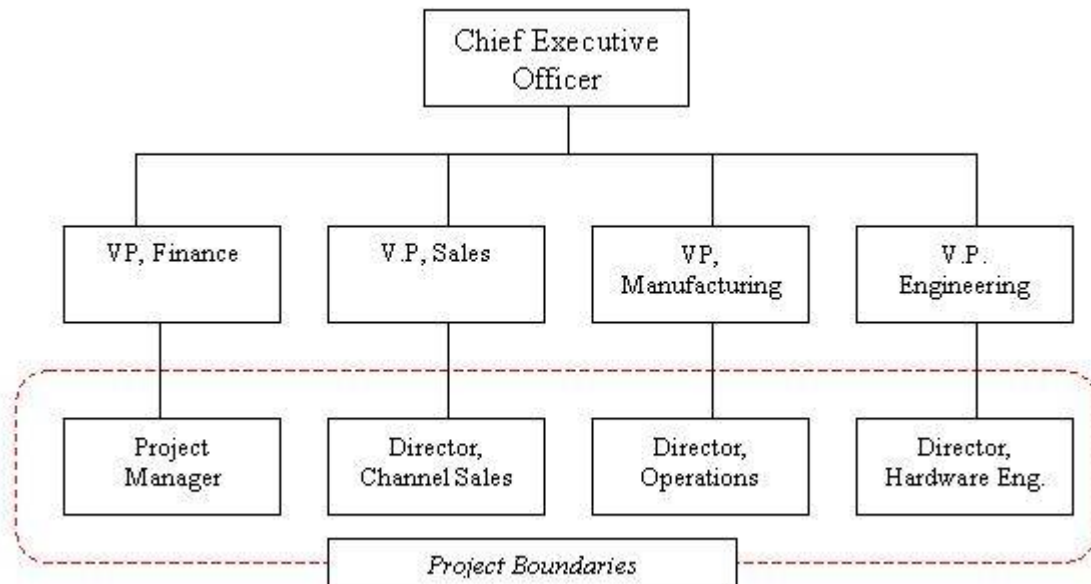 Chief Executive
Officer
VP, Finance
V.P, Sales
VP,
Manufacturing
V.P.
Engineering
Project
Manager
Director,
Channel Sales
Director,
Operations
Director,
Hardware Eng.
Project Boundaries